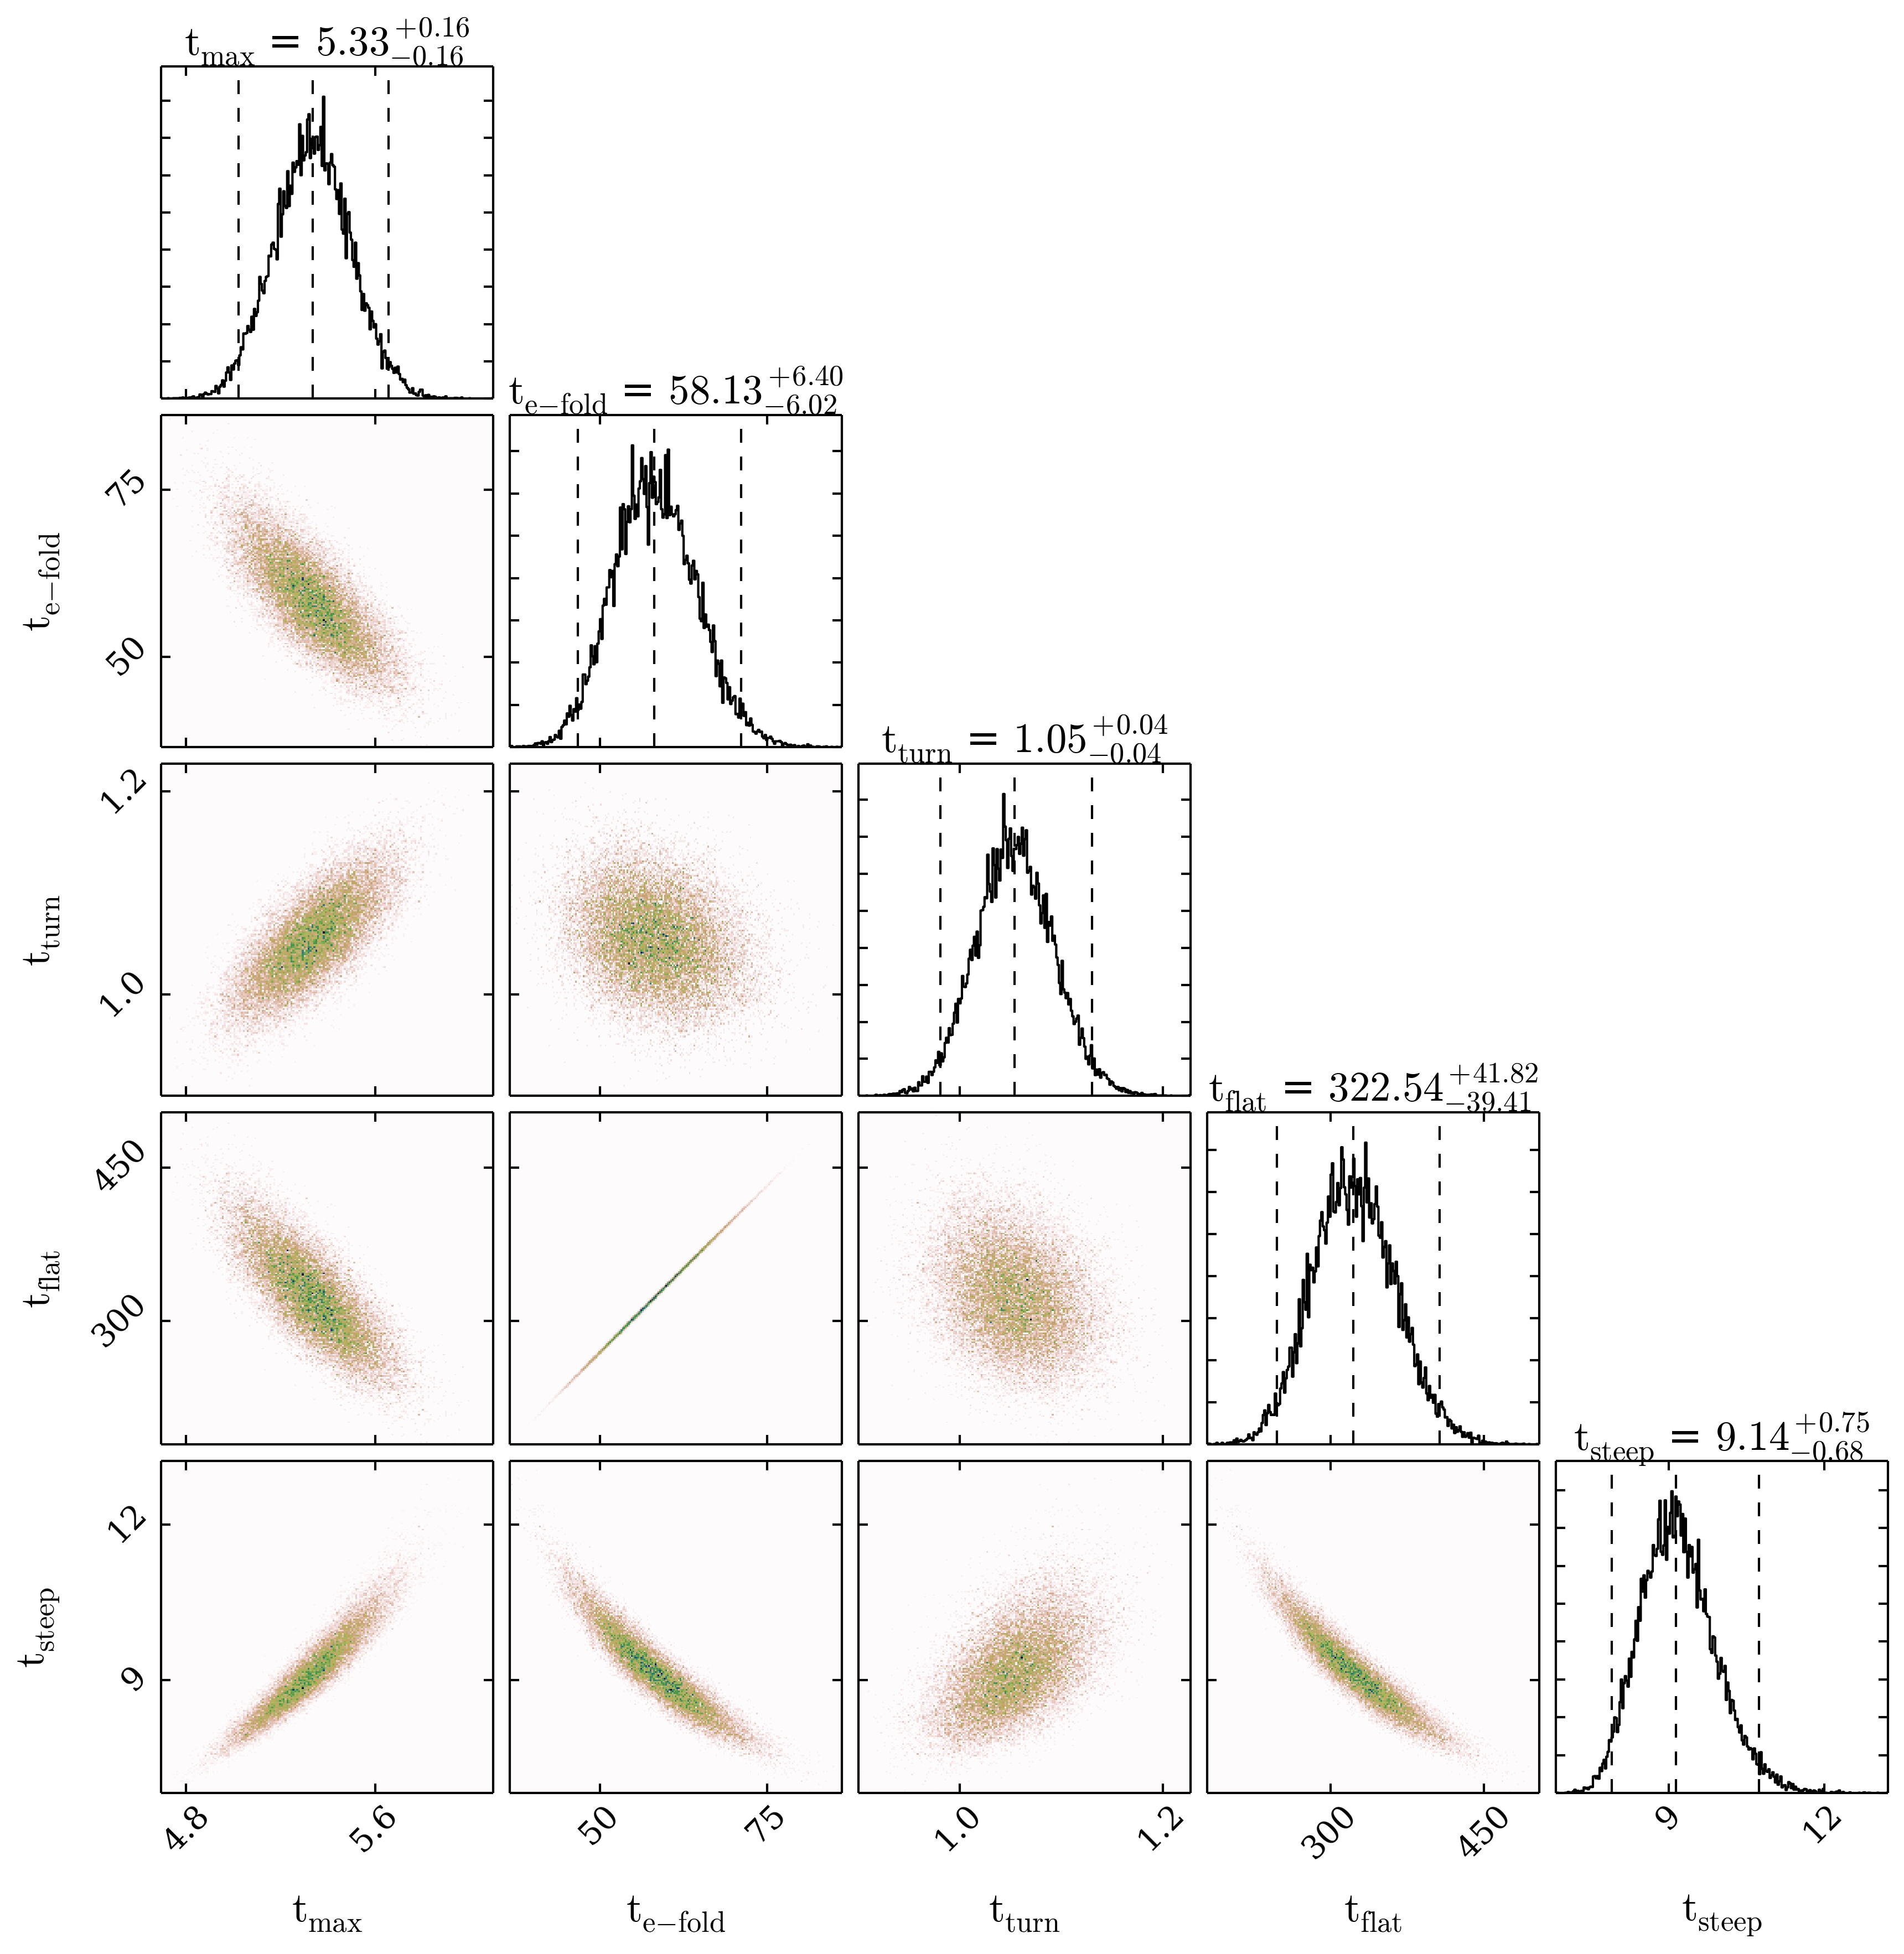 t_max = 5.33^{+0.16}_{−0.16}
t_e−fold = 58.13^{+6.40}_{−6.02}
75
50
t_e−fold
t_turn = 1.05^{+0.04}_{−0.04}
1.2
1.0
t_turn
t_flat = 322.54^{+41.82}_{−39.41}
450
300
t_flat
t_steep = 9.14^{+0.75}_{−0.68}
12
9
t_steep
4.8 5.6 50 75 1.0 1.2 300 450 9 12
t_max t_e−fold t_turn t_flat t_steep